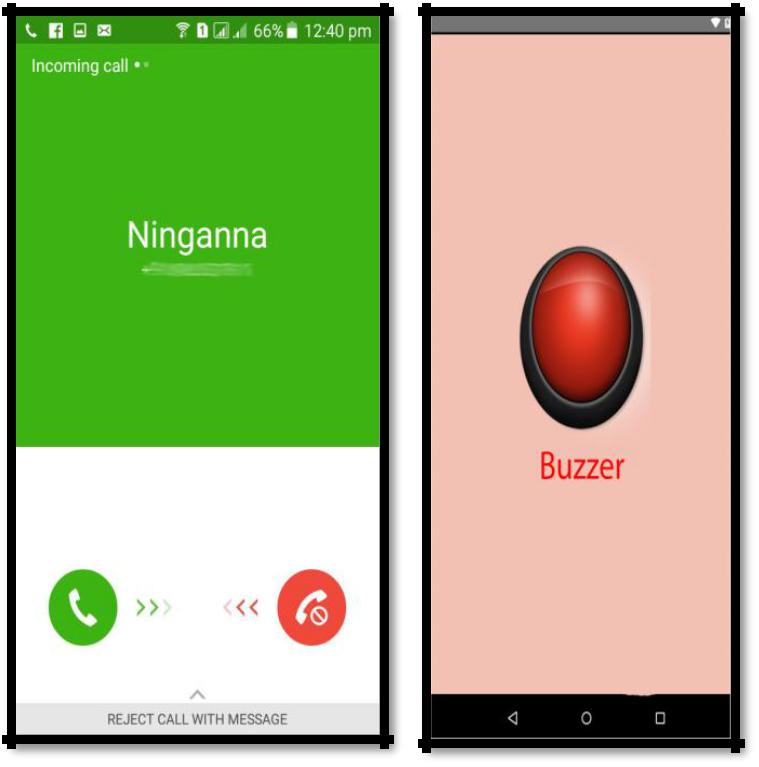 66% 12:40 pm
Incoming call
Ninganna
REJECT CALL WITH MESSAGE
Buzzer